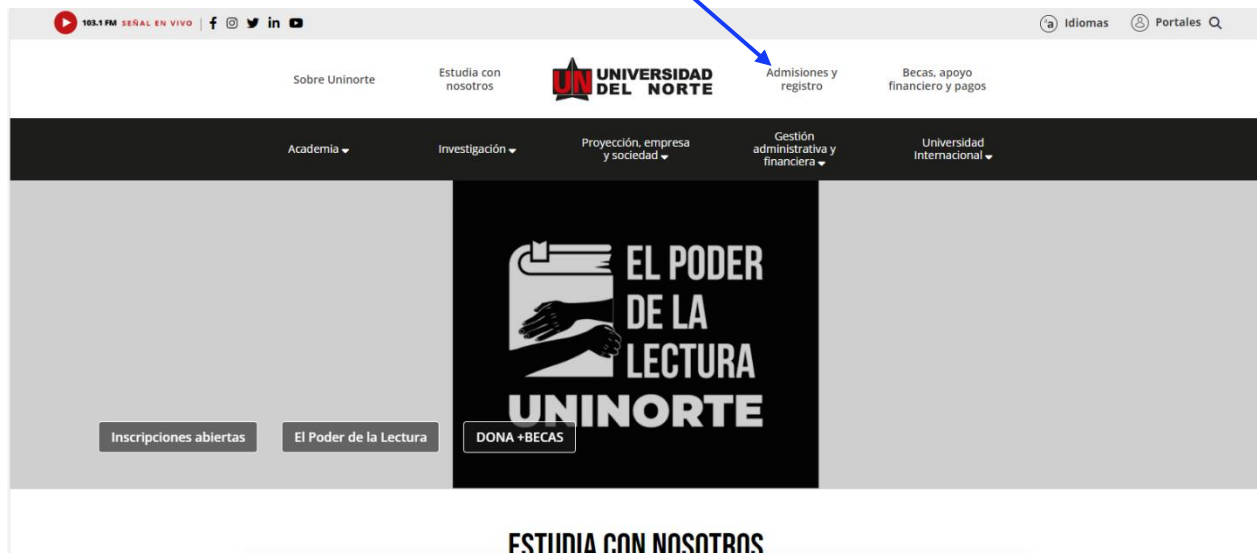 103.1 FM SEÑAL EN VIVO
Idiomas
Portales
Sobre Uninorte
Estudia con
nosotros
UN UNIVERSIDAD
DEL NORTE
Admisiones y
registro
Becas, apoyo
financiero y pagos
Academia
Investigación
Proyección, empresa
y sociedad
Gestión
administrativa y
financiera
Universidad
Internacional
EL PODER
DE LA
LECTURA
UNINORTE
Inscripciones abiertas
El Poder de la Lectura
DONA +BECAS
ESTUDIA CON NOSOTROS